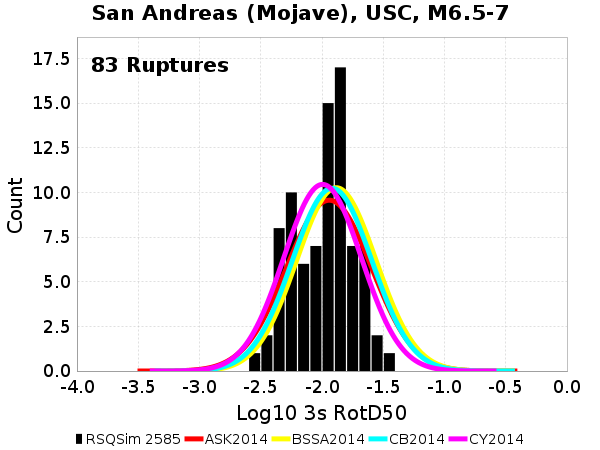 San Andreas (Mojave), USC, M6.5-7
83 Ruptures
Count
17.5
15.0
12.5
10.0
7.5
5.0
2.5
0.0
-4.0 -3.5 -3.0 -2.5 -2.0 -1.5 -1.0 -0.5 0.0
Log10 3s RotD50
RSQSim 2585 ASK2014 BSSA2014 CB2014 CY2014